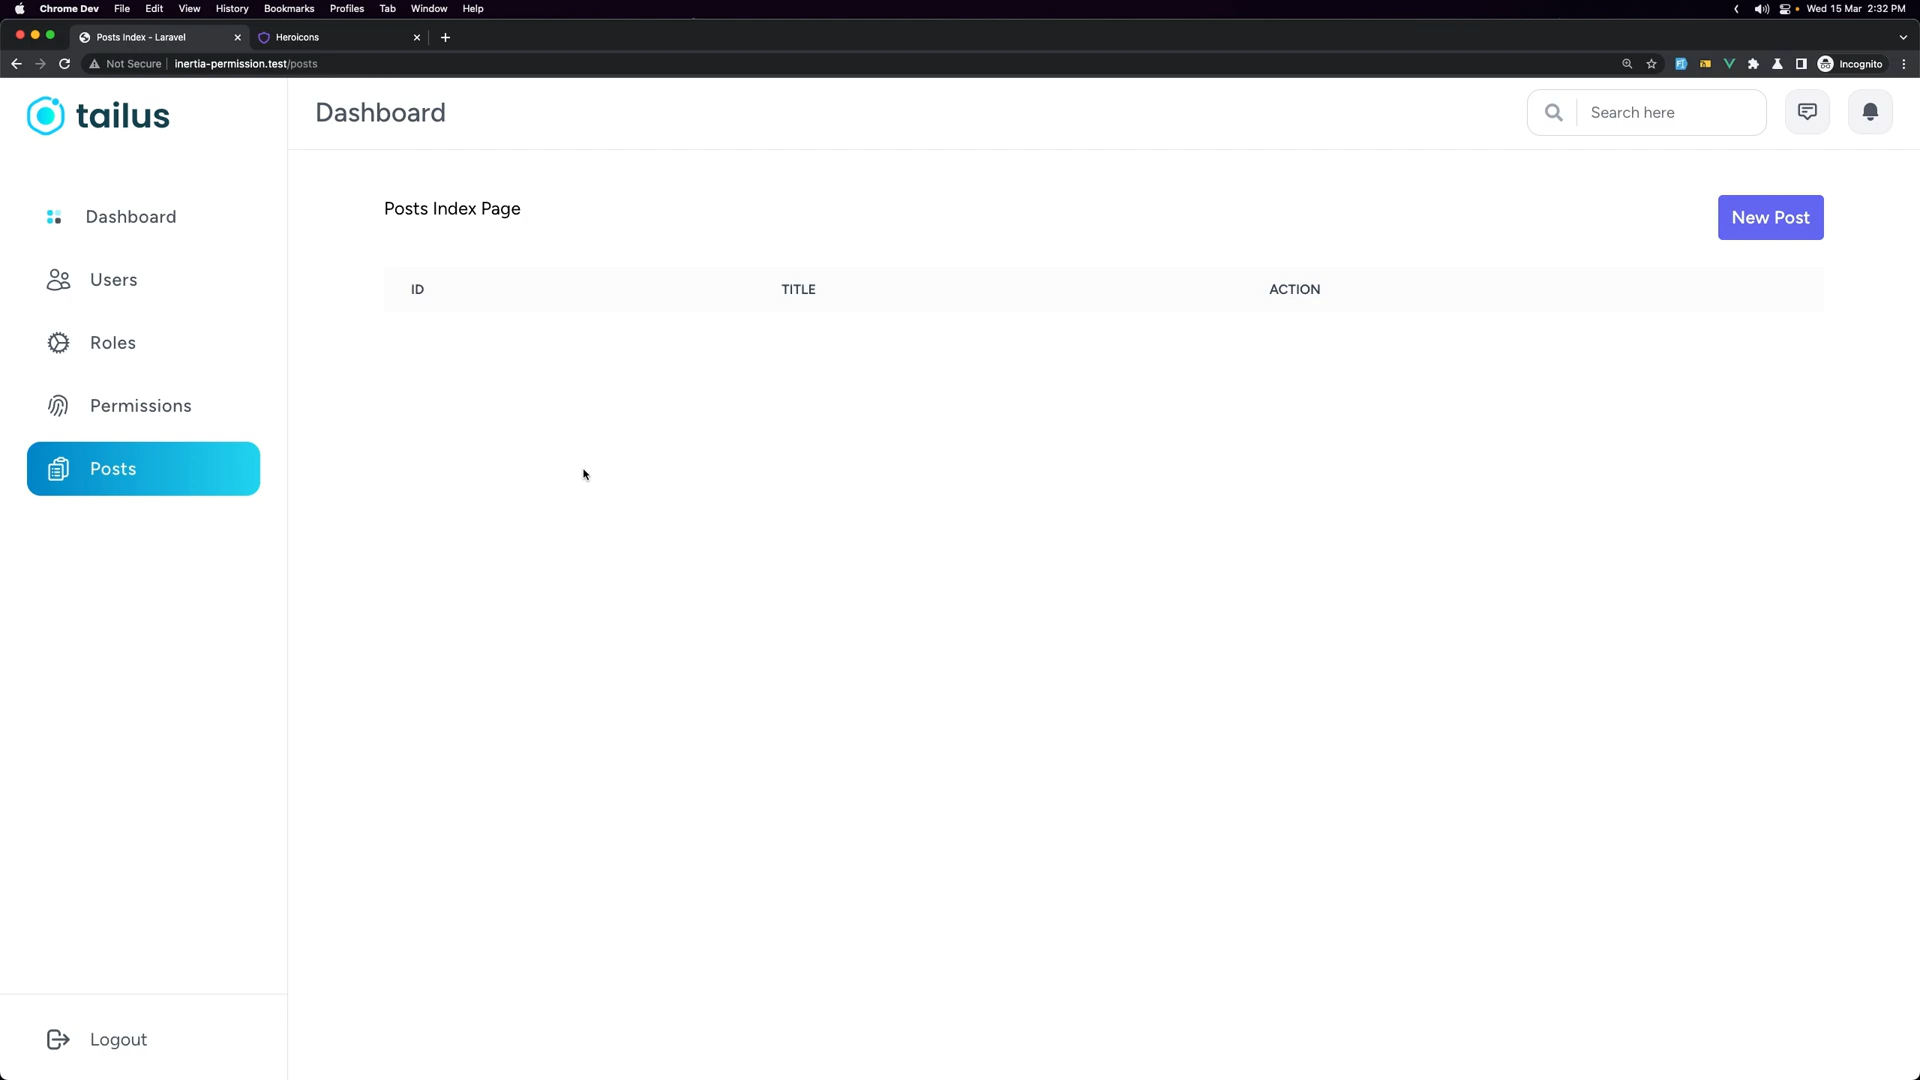 Chrome Dev File Edit View History Bookmarks Profiles Tab Window Help Wed 15 Mar 2:32 PM
Posts Index - Laravel Heroicons
Not Secure inertia-permission.test/posts Incognito
tailus Dashboard Search here
Dashboard
Users
Roles
Permissions
Posts
Logout
Posts Index Page New Post
ID TITLE ACTION